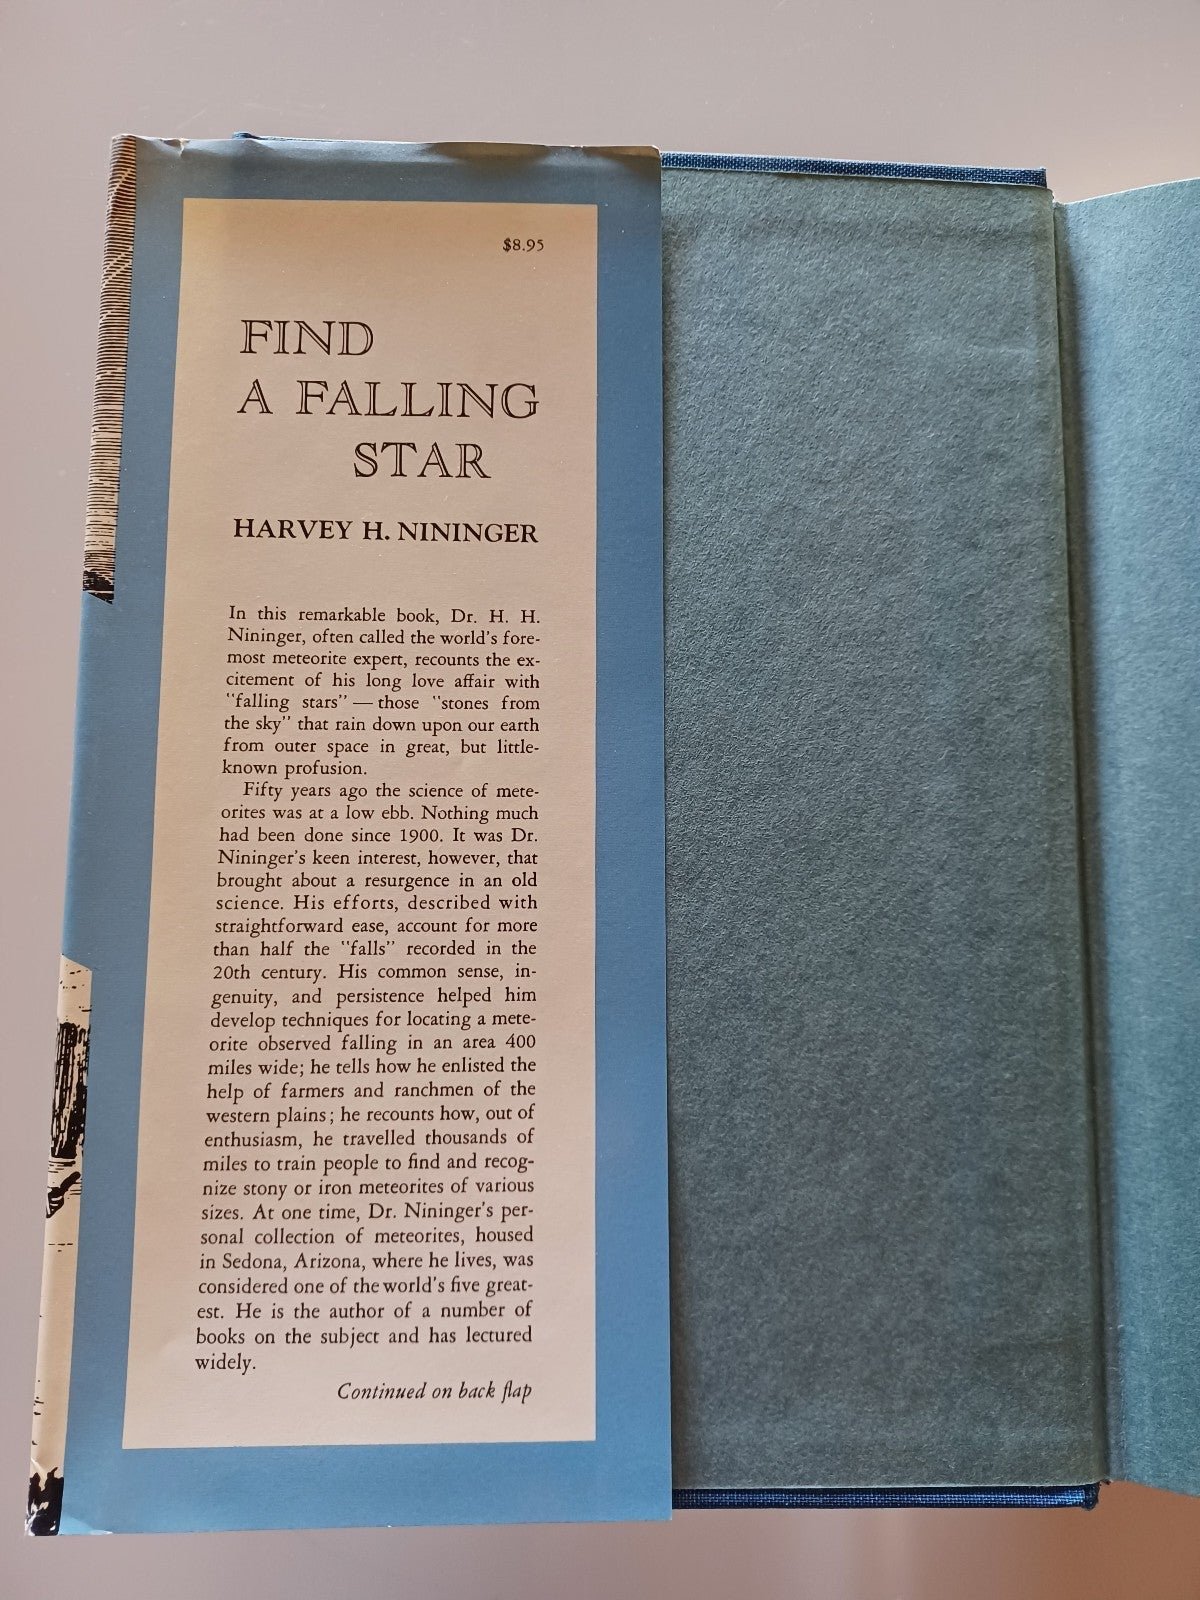 $8.95
FIND
A FALLING
STAR
HARVEY H. NININGER
In this remarkable book, Dr. H. H.
Nininger, often called the world's fore-
most meteorite expert, recounts the ex-
citement of his long love affair with
"falling stars" — those "stones from
the sky" that rain down upon our earth
from outer space in great, but little-
known profusion.
Fifty years ago the science of mete-
orites was at a low ebb. Nothing much
had been done since 1900. It was Dr.
Nininger's keen interest, however, that
brought about a resurgence in an old
science. His efforts, described with
straightforward ease, account for more
than half the "falls" recorded in the
20th century. His common sense, in-
genuity, and persistence helped him
develop techniques for locating a mete-
orite observed falling in an area 400
miles wide; he tells how he enlisted the
help of farmers and ranchmen of the
western plains; he recounts how, out of
enthusiasm, he travelled thousands of
miles to train people to find and recog-
nize stony or iron meteorites of various
sizes. At one time, Dr. Nininger's per-
sonal collection of meteorites, housed
in Sedona, Arizona, where he lives, was
considered one of the world's five great-
est. He is the author of a number of
books on the subject and has lectured
widely.
Continued on back flap